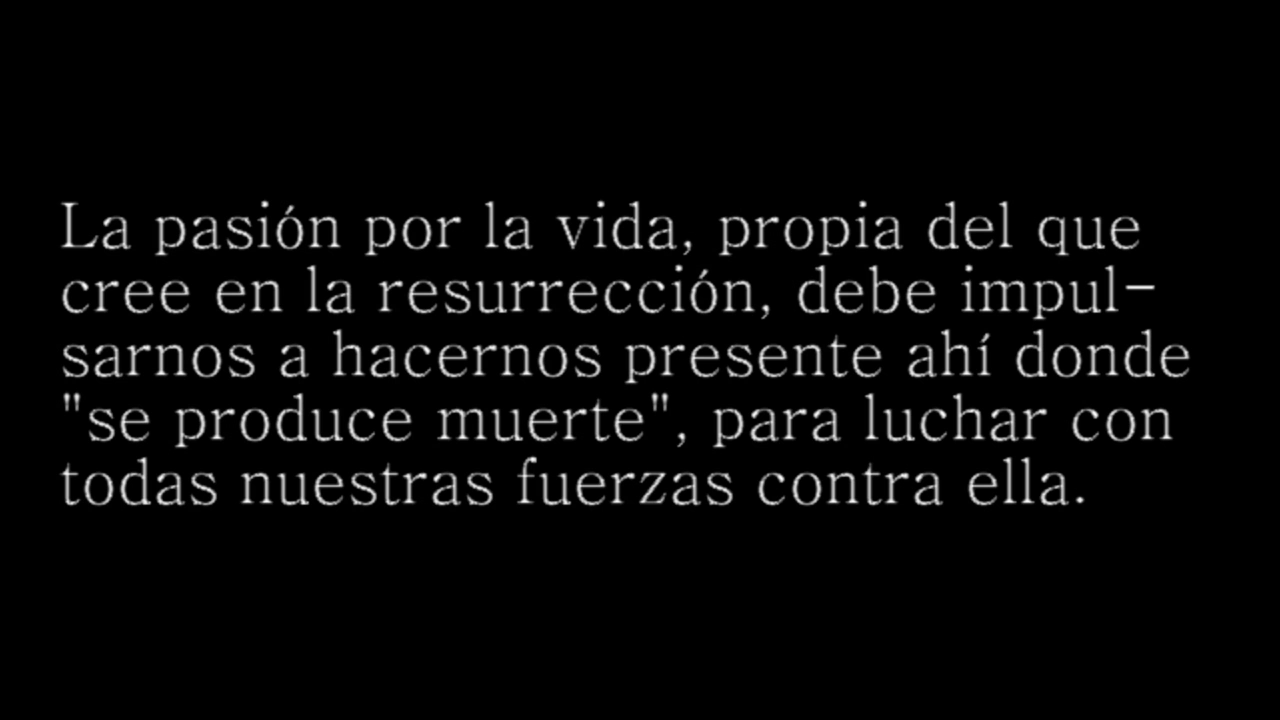 La pasión por la vida, propia del que
cree en la resurrección, debe impul-
sarnos a hacernos presente ahí donde
"se produce muerte", para luchar con
todas nuestras fuerzas contra ella.